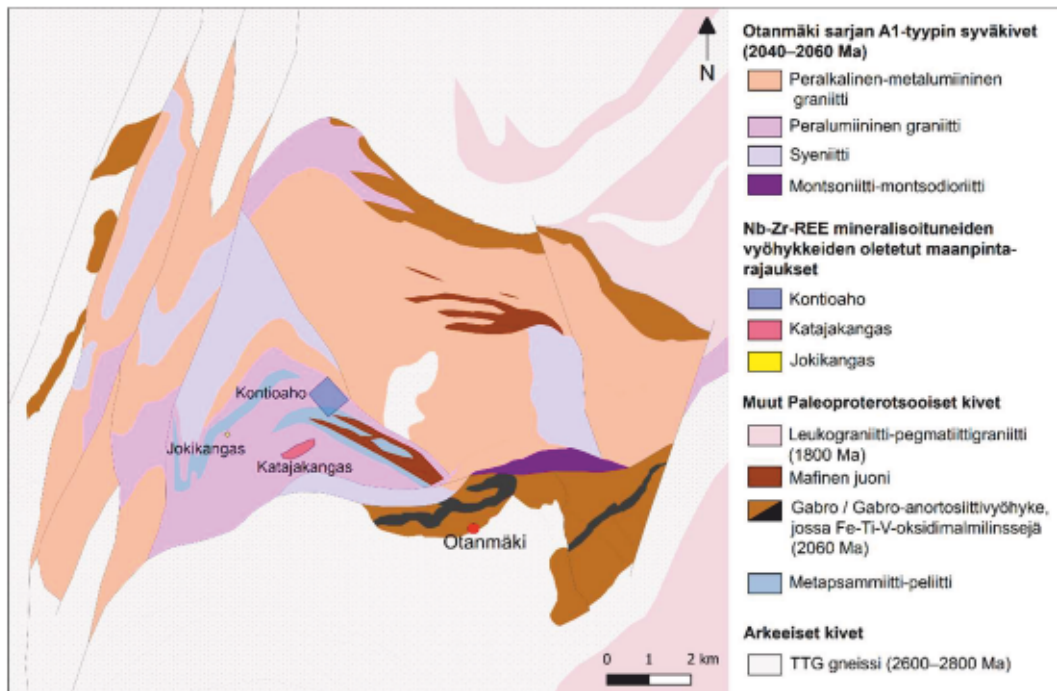 N
Kontioaho
Jokikangas
Katajakangas
Otanmäki
0 1 2 km
Otanmäki sarjan A1-tyypin syväkivet
(2040–2060 Ma)
Peralkalinen-metalumiininen
graniitti
Peralumiininen graniitti
Syeniitti
Montsoniitti-montsodioriitti
Nb-Zr-REE mineralisoituneiden
vyöhykkeiden oletetut maanpinta-
rajaukset
Kontioaho
Katajakangas
Jokikangas
Muut Paleoproterotsooiset kivet
Leukograniitti-pegmatiittigraniitti
(1800 Ma)
Mafinen juoni
Gabro / Gabro-anortosiittivyöhyke,
jossa Fe-Ti-V-oksidimalmilinssejä
(2060 Ma)
Metapsammiitti-peliitti
Arkeeiset kivet
TTG gneissi (2600–2800 Ma)